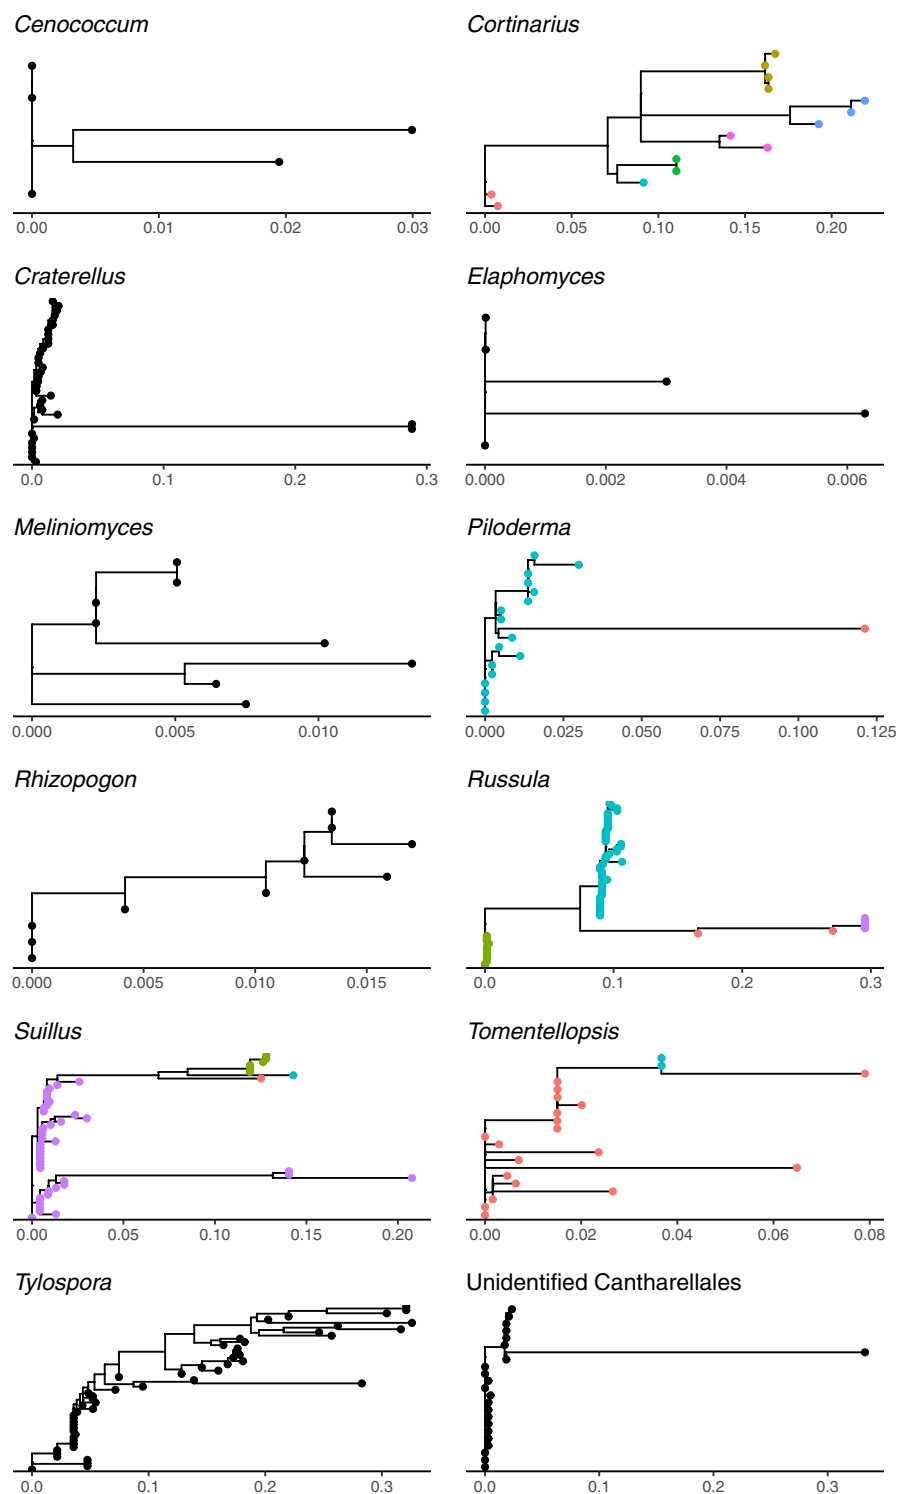 Cenococcum
0.00 0.01 0.02 0.03
Cortinarius
0.00 0.05 0.10 0.15 0.20
Craterellus
0.0 0.1 0.2 0.3
Elaphomyces
0.000 0.002 0.004 0.006
Meliniomyces
0.000 0.005 0.010
Piloderma
0.000 0.025 0.050 0.075 0.100 0.125
Rhizopogon
0.000 0.005 0.010 0.015
Russula
0.0 0.1 0.2 0.3
Suillus
0.00 0.05 0.10 0.15 0.20
Tomentellopsis
0.00 0.02 0.04 0.06 0.08
Tylospora
0.0 0.1 0.2 0.3
Unidentified Cantharellales
0.0 0.1 0.2 0.3